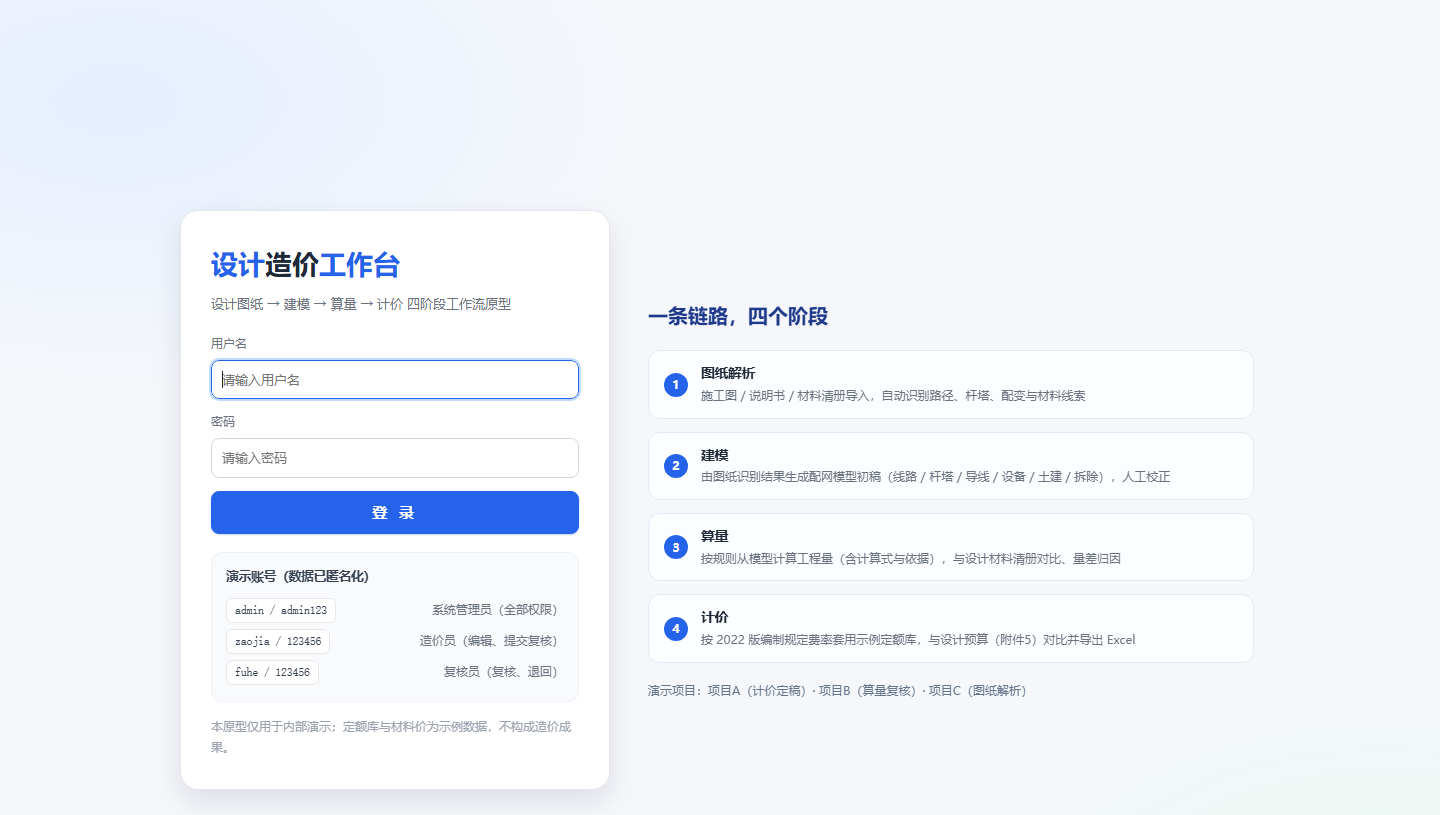 设计造价工作台
设计图纸 → 建模 → 算量 → 计价 四阶段工作流原型
用户名
请输入用户名
密码
请输入密码
登 录
演示账号（数据已匿名化）
admin / admin123 系统管理员（全部权限）
zaojia / 123456 造价员（编辑、提交复核）
fuhe / 123456 复核员（复核、退回）
本原型仅用于内部演示；定额库与材料价为示例数据，不构成造价成
果。
一条链路，四个阶段
1 图纸解析
施工图 / 说明书 / 材料清册导入，自动识别路径、杆塔、配变与材料线索
2 建模
由图纸识别结果生成配网模型初稿（线路 / 杆塔 / 导线 / 设备 / 土建 / 拆除），人工校正
3 算量
按规则从模型计算工程量（含计算式与依据），与设计材料清册对比、量差归因
4 计价
按 2022 版编制规定费率套用示例定额库，与设计预算（附件5）对比并导出 Excel
演示项目：项目A（计价定稿）· 项目B（算量复核）· 项目C（图纸解析）